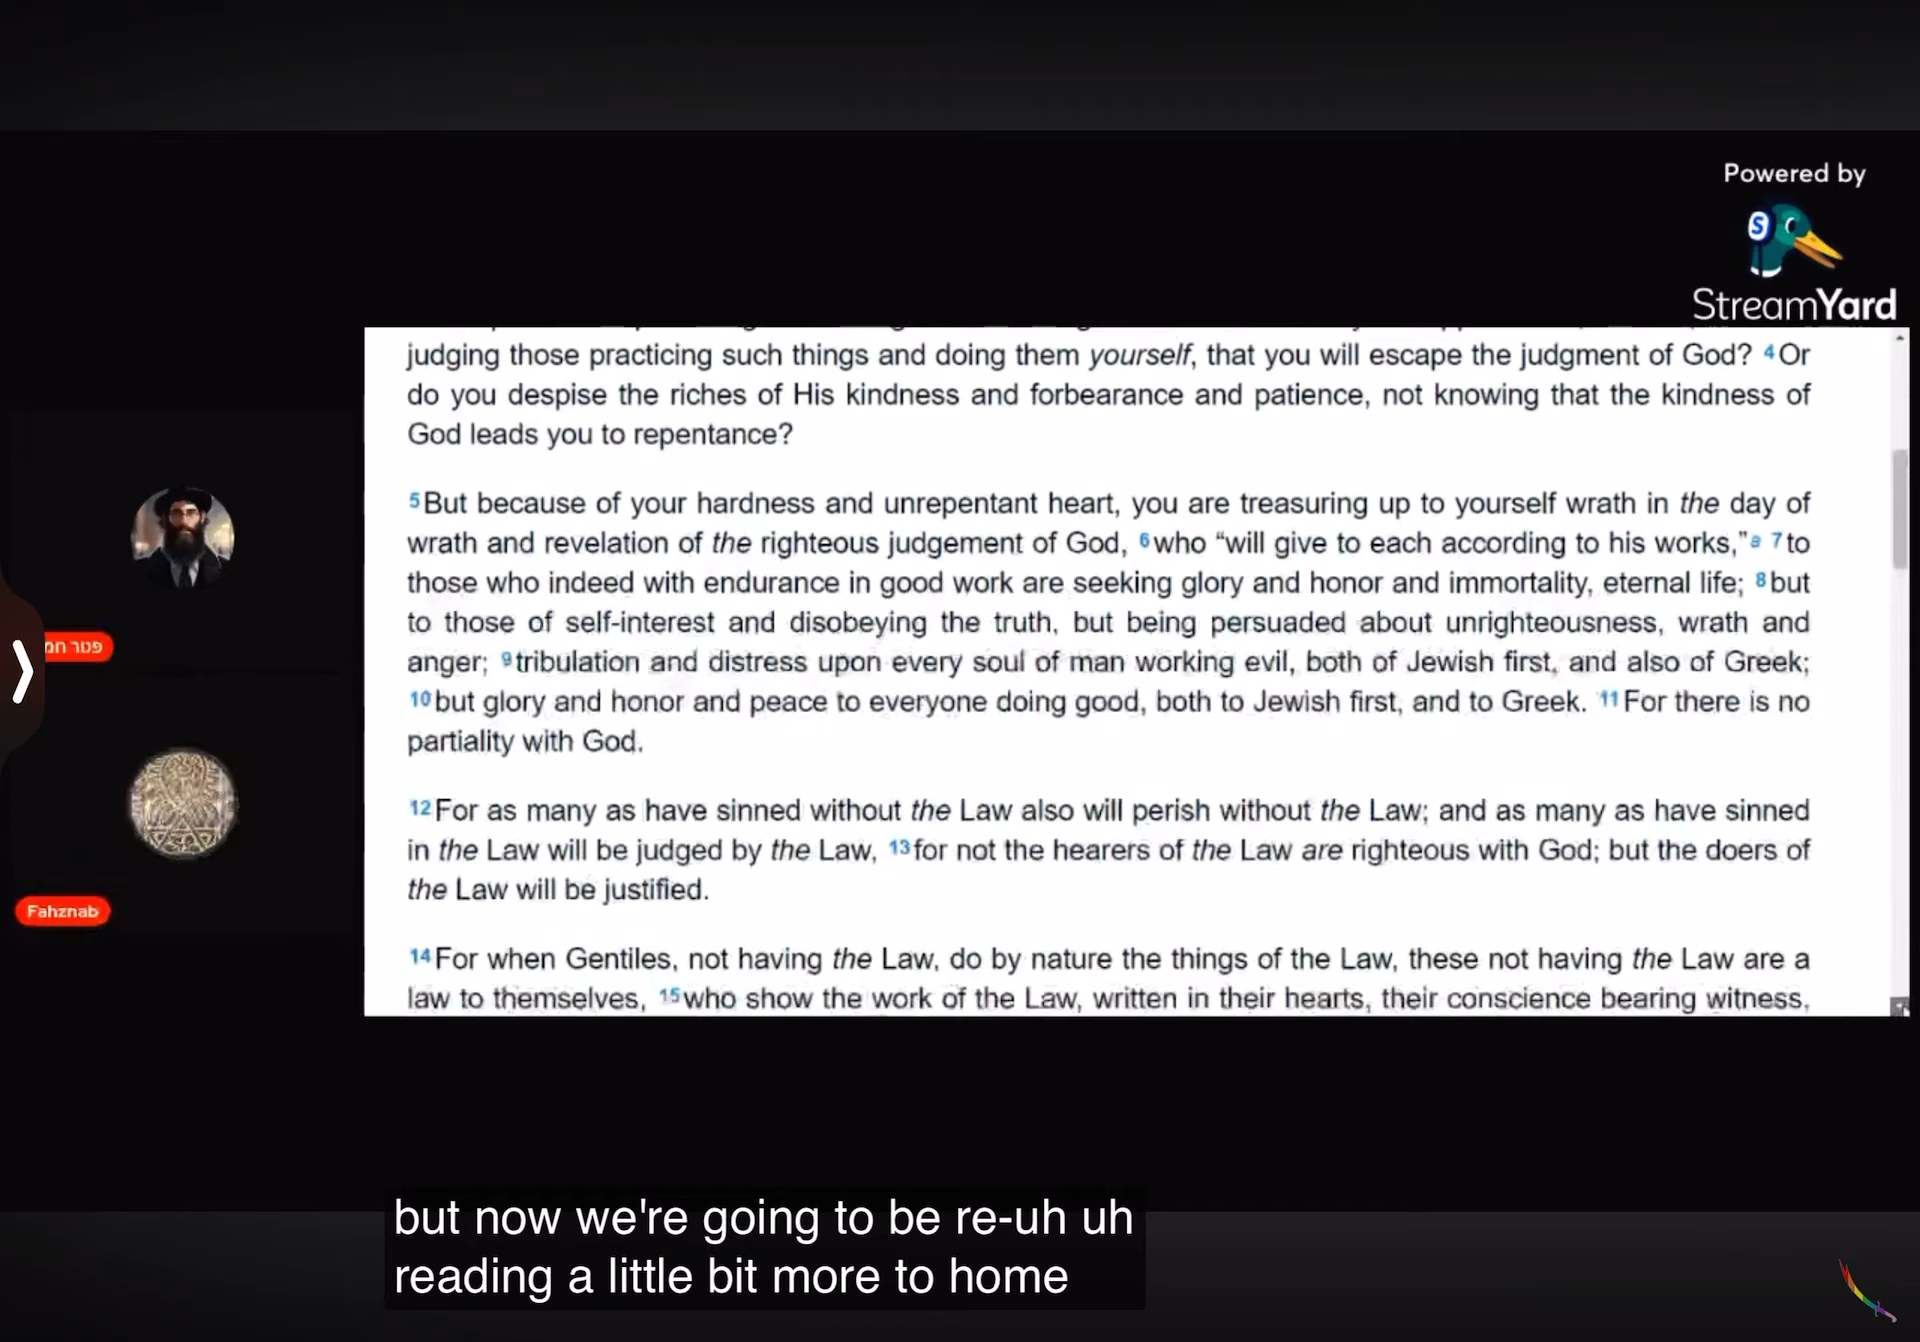 Powered by
S
StreamYard
judging those practicing such things and doing them yourself, that you will escape the judgment of God? 4 Or
do you despise the riches of His kindness and forbearance and patience, not knowing that the kindness of
God leads you to repentance?
5 But because of your hardness and unrepentant heart, you are treasuring up to yourself wrath in the day of
wrath and revelation of the righteous judgement of God, 6 who “will give to each according to his works,”a 7 to
those who indeed with endurance in good work are seeking glory and honor and immortality, eternal life; 8 but
to those of self-interest and disobeying the truth, but being persuaded about unrighteousness, wrath and
anger; 9 tribulation and distress upon every soul of man working evil, both of Jewish first, and also of Greek;
10 but glory and honor and peace to everyone doing good, both to Jewish first, and to Greek. 11 For there is no
partiality with God.
12 For as many as have sinned without the Law also will perish without the Law; and as many as have sinned
in the Law will be judged by the Law, 13 for not the hearers of the Law are righteous with God; but the doers of
the Law will be justified.
14 For when Gentiles, not having the Law, do by nature the things of the Law, these not having the Law are a
law to themselves, 15 who show the work of the Law, written in their hearts, their conscience bearing witness,
פטר
Fahznab
but now we're going to be re-uh uh
reading a little bit more to home